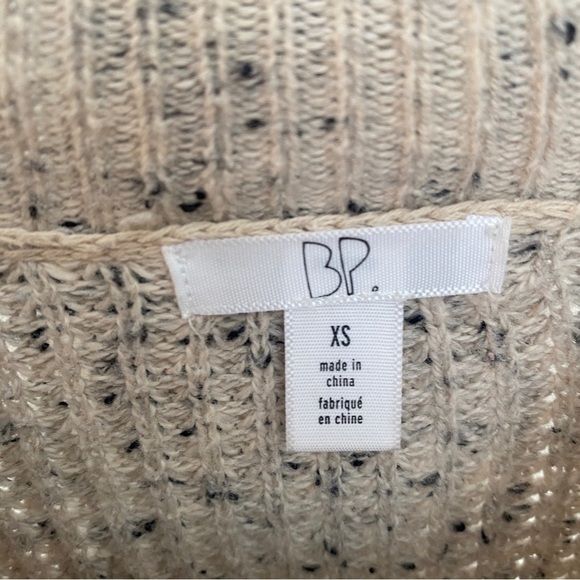 BP.
XS
made in
china
fabriqué
en chine